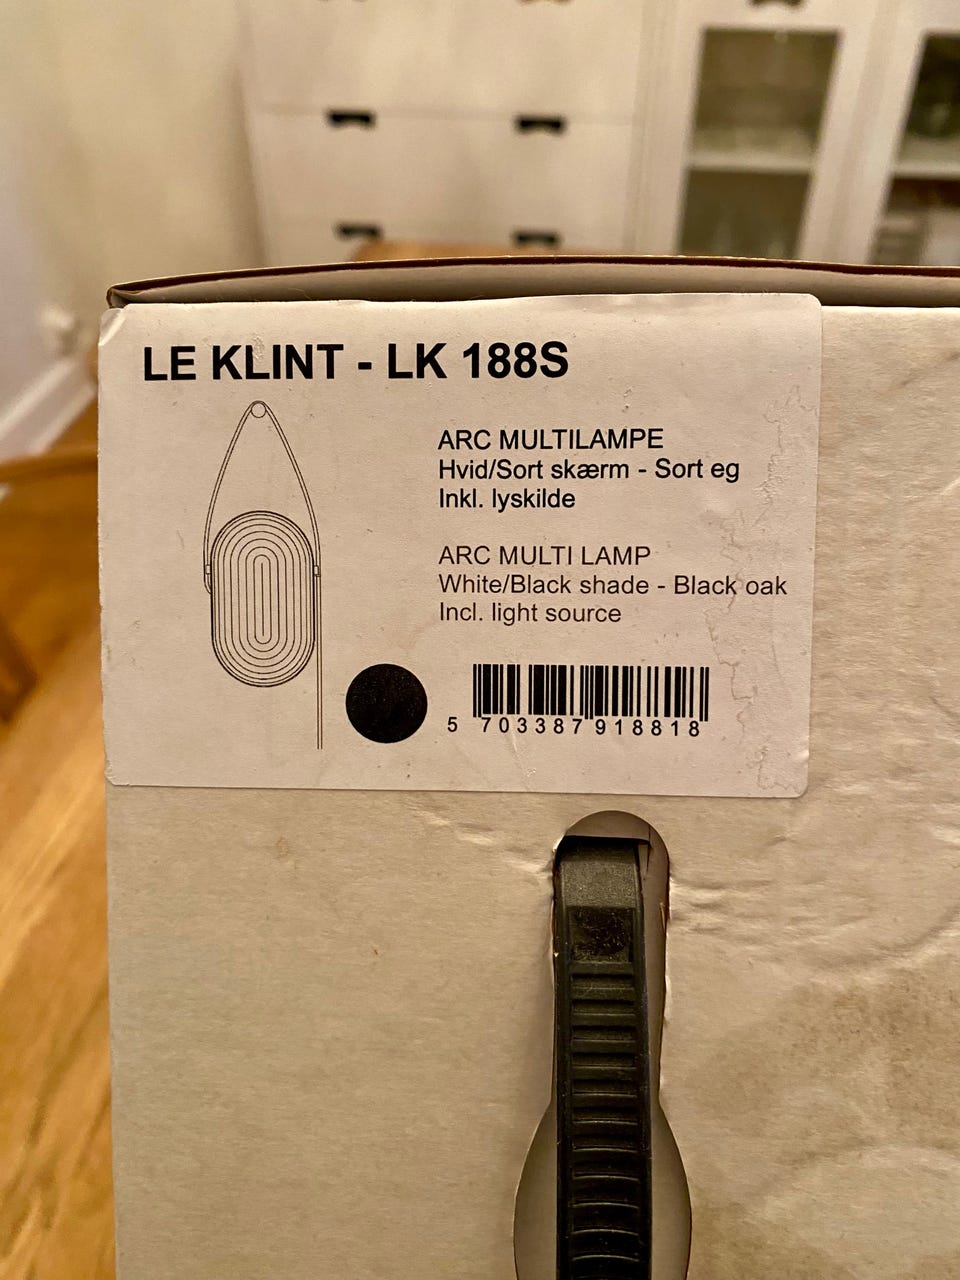 LE KLINT - LK 188S
ARC MULTILAMPE
Hvid/Sort skærm - Sort eg
Inkl. lyskilde
ARC MULTI LAMP
White/Black shade - Black oak
Incl. light source
5 703387 918818